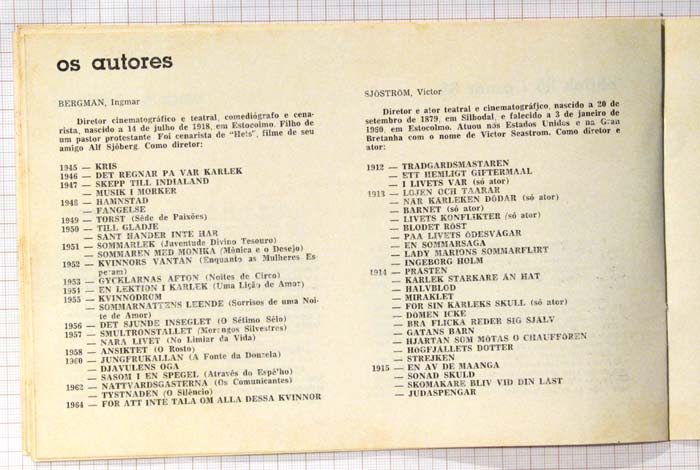 os autores
BERGMAN, Ingmar
Diretor cinematográfico e teatral, comediógrafo e cena-
rista, nascido a 14 de julho de 1918, em Estocolmo. Filho de
um pastor protestante Foi cenarista de "Hets", filme de seu
amigo Alf Sjöberg. Como diretor:
1945 — KRIS
1946 — DET REGNAR PA VAR KARLEK
1947 — SKEPP TILL INDIALAND
— MUSIK I MORKER
1948 — HAMNSTAD
— FANGELSE
1949 — TORST (Sêde de Paixões)
1950 — TILL GLADJE
— SANT HANDER INTE HAR
1951 — SOMMARLEK (Juventude Divino Tesouro)
— SOMMAREN MED MONIKA (Mônica e o Desejo)
1952 — KVINNORS VANTAN (Enquanto as Mulheres Es-
peram)
1953 — GYCKLARNAS AFTON (Noites de Circo)
1954 — EN LEKTION I KARLEK (Uma Lição de Amor)
1955 — KVINNODROM
— SOMMARNATTENS LEENDE (Sorrisos de uma Noi-
te de Amor)
1956 — DET SJUNDE INSEGLET (O Sétimo Sêlo)
1957 — SMULTRONSTALLET (Morangos Silvestres)
— NARA LIVET (No Limiar da Vida)
1958 — ANSIKTET (O Rosto)
1960 — JUNGFRUKALLAN (A Fonte da Donzela)
— DJAVULENS OGA
— SASOM I EN SPEGEL (Através do Espelho)
1962 — NATTVARDSGASTERNA (Os Comunicantes)
— TYSTNADEN (O Silêncio)
1964 — FOR ATT INTE TALA OM ALLA DESSA KVINNOR
SJÖSTRÖM, Victor
Diretor e ator teatral e cinematográfico, nascido a 20 de
setembro de 1879, em Silbodal, e falecido a 3 de janeiro de
1960, em Estocolmo. Atuou nos Estados Unidos e na Gran
Bretanha com o nome de Victor Seastrom. Como diretor e
ator:
1912 — TRADGARDSMASTAREN
— ETT HEMLIGT GIFTERMAL
— I LIVETS VAR (só ator)
1913 — LOJEN OCH TAARAR
— NÄR KARLEKEN DÖDAR (só ator)
— BARNET (só ator)
— LIVETS KONFLIKTER (só ator)
— BLODET RÖST
— PAA LIVETS ÖDESVÄGAR
— EN SOMMARSAGA
— LADY MARIONS SOMMARFLIRT
— INGEBORG HOLM
1914 — PRÄSTEN
— KARLEK STARKARE ÄN HAT
— HALVBLOD
— MIRAKLET
— FOR SIN KARLEKS SKULL (só ator)
— DÖMEN ICKE
— BRA FLICKA REDER SIG SJÄLV
— GATANS BARN
— HJARTAN SOM MÖTAS O CHAUFFÖREN
— HÖGFJÄLLETS DOTTER
— STREJKEN
1915 — EN AV DE MAANGA
— SONAD SKULD
— SKOMAKARE BLIV VID DIN LÄST
— JUDASPENGAR